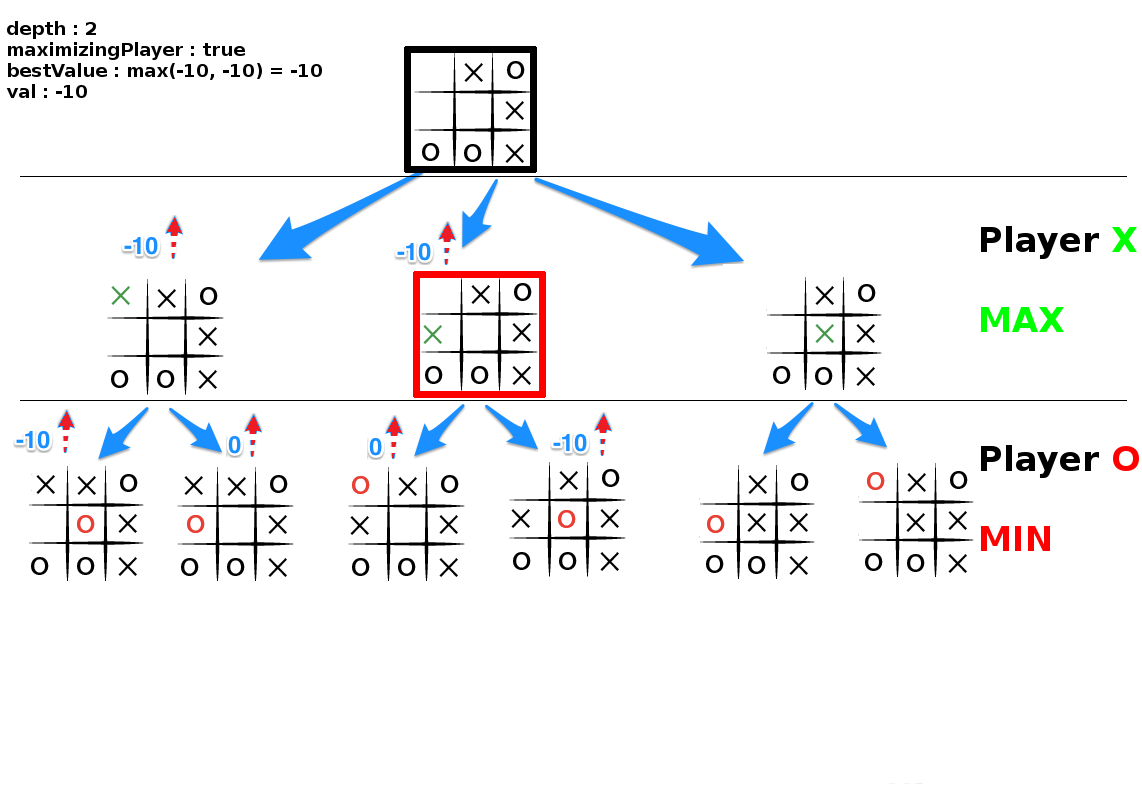 depth : 2
maximizingPlayer : true
bestValue : max(-10, -10) = -10
val : -10
X O
X
O O X
-10
-10
Player X
MAX
X X O
X
O O X
X O
X X
O O X
X O
X X
O O X
-10
0
0
-10
Player O
MIN
X X O
O X
O O X
X X O
O X
O O X
O X O
X X
O O X
X O
X O X
O O X
X O
O X X
O O X
O X O
X X
O O X